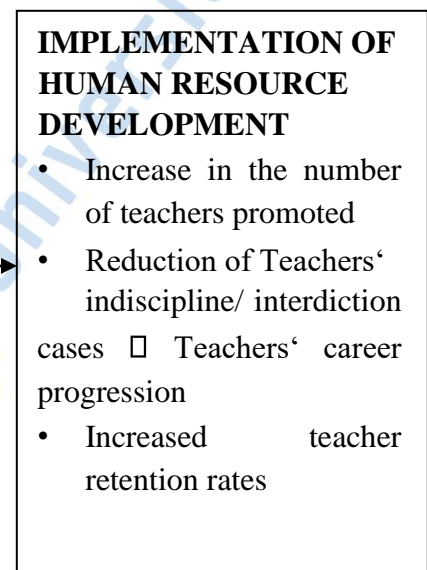 IMPLEMENTATION OF
HUMAN RESOURCE
DEVELOPMENT
• Increase in the number
of teachers promoted
• Reduction of Teachers‘
indiscipline/ interdiction
cases □ Teachers‘ career
progression
• Increased teacher
retention rates